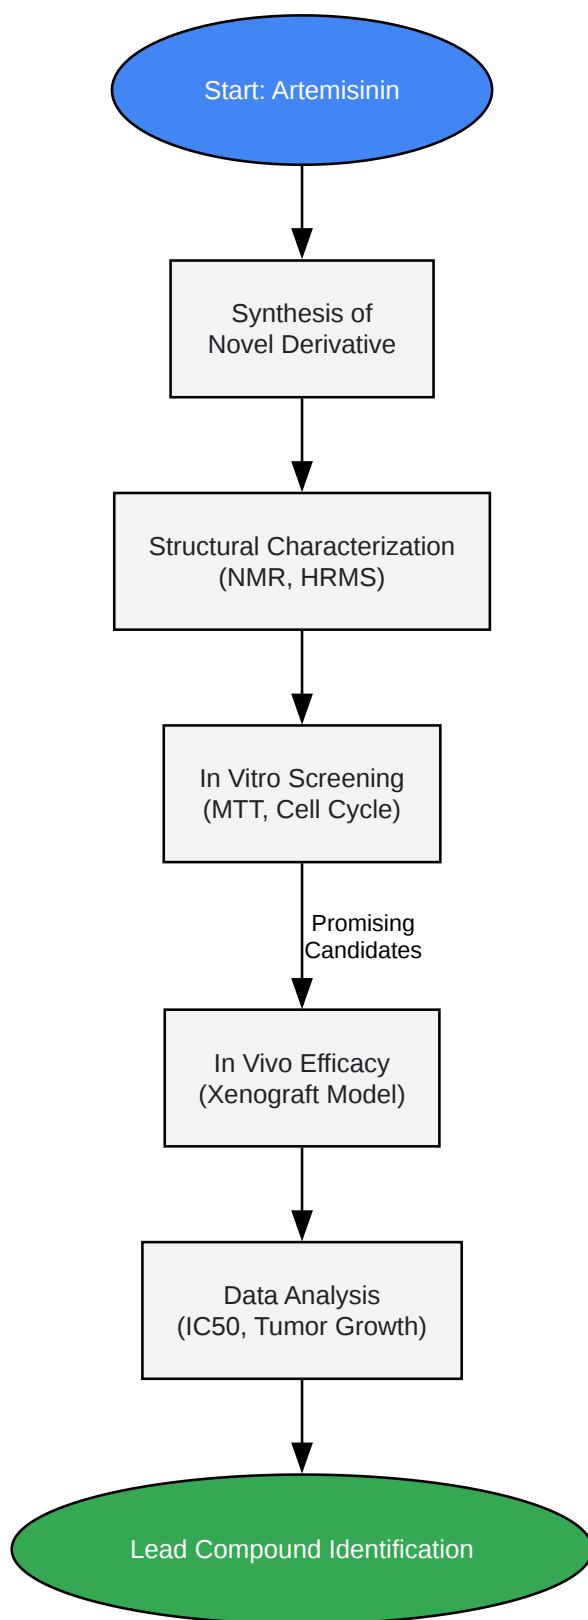 Start: Artemisinin
Synthesis of
Novel Derivative
Structural Characterization
(NMR, HRMS)
In Vitro Screening
(MTT, Cell Cycle)
Promising
Candidates
In Vivo Efficacy
(Xenograft Model)
Data Analysis
(IC50, Tumor Growth)
Lead Compound Identification